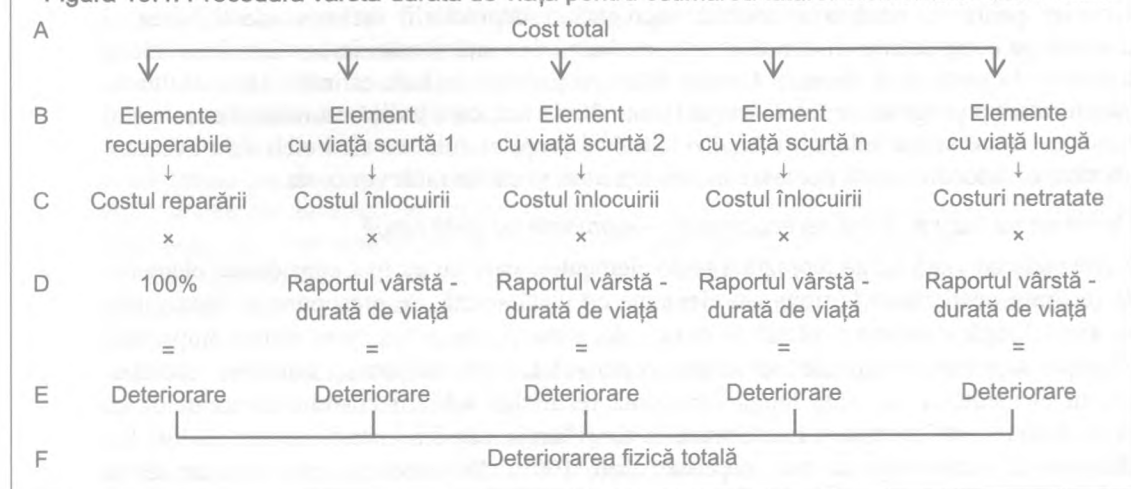 A Cost total
B Elemente Element Element Element Elemente
recuperabile cu viață scurtă 1 cu viață scurtă 2 cu viață scurtă n cu viață lungă
C Costul reparării Costul înlocuirii Costul înlocuirii Costul înlocuirii Costuri netratate
× × × × ×
D 100% Raportul vârstă - Raportul vârstă - Raportul vârstă - Raportul vârstă -
durată de viață durată de viață durată de viață durată de viață
= = = = =
E Deteriorare Deteriorare Deteriorare Deteriorare Deteriorare
F Deteriorarea fizică totală